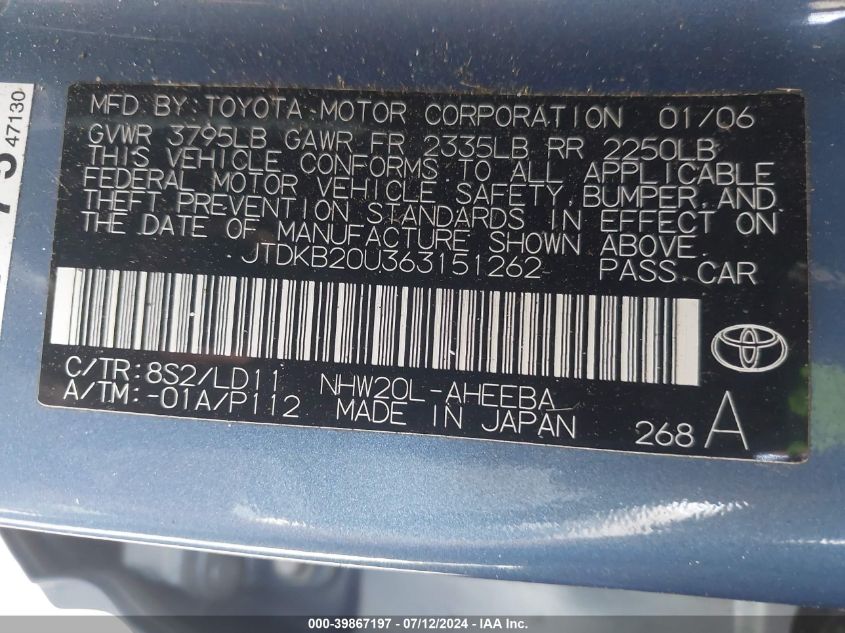 MFD BY TOYOTA MOTOR CORPORATION 01/06
GVWR 3795LB GAWR FR 2335LB RR 2250LB
THIS VEHICLE CONFORMS TO ALL APPLICABLE
FEDERAL MOTOR VEHICLE SAFETY, BUMPER, AND
THEFT PREVENTION STANDARDS IN EFFECT ON
THE DATE OF MANUFACTURE SHOWN ABOVE.
JTDKB20U363151262 PASS. CAR
C/TR: 8S2/LD11 NHW20L-AHEEBA
A/TM: -01A/P112 MADE IN JAPAN
268 A
47130
000-39867197 / 07/12/2024 - IAA, Inc.